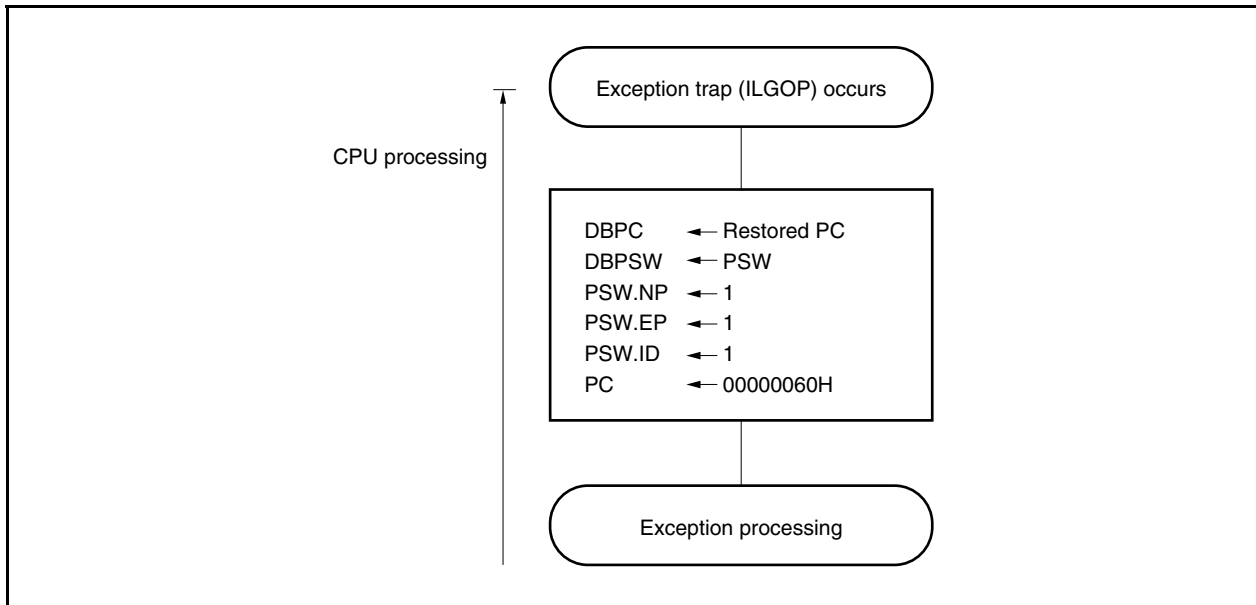 Exception trap (ILGOP) occurs
CPU processing
DBPC ← Restored PC
DBPSW ← PSW
PSW.NP ← 1
PSW.EP ← 1
PSW.ID ← 1
PC ← 00000060H
Exception processing